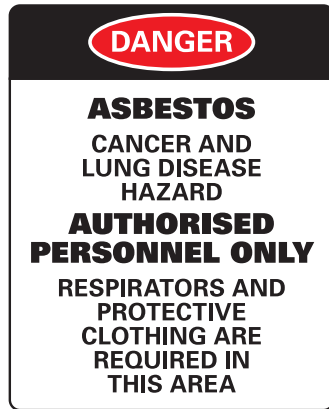 DANGER
ASBESTOS
CANCER AND
LUNG DISEASE
HAZARD
AUTHORISED
PERSONNEL ONLY
RESPIRATORS AND
PROTECTIVE
CLOTHING ARE
REQUIRED IN
THIS AREA